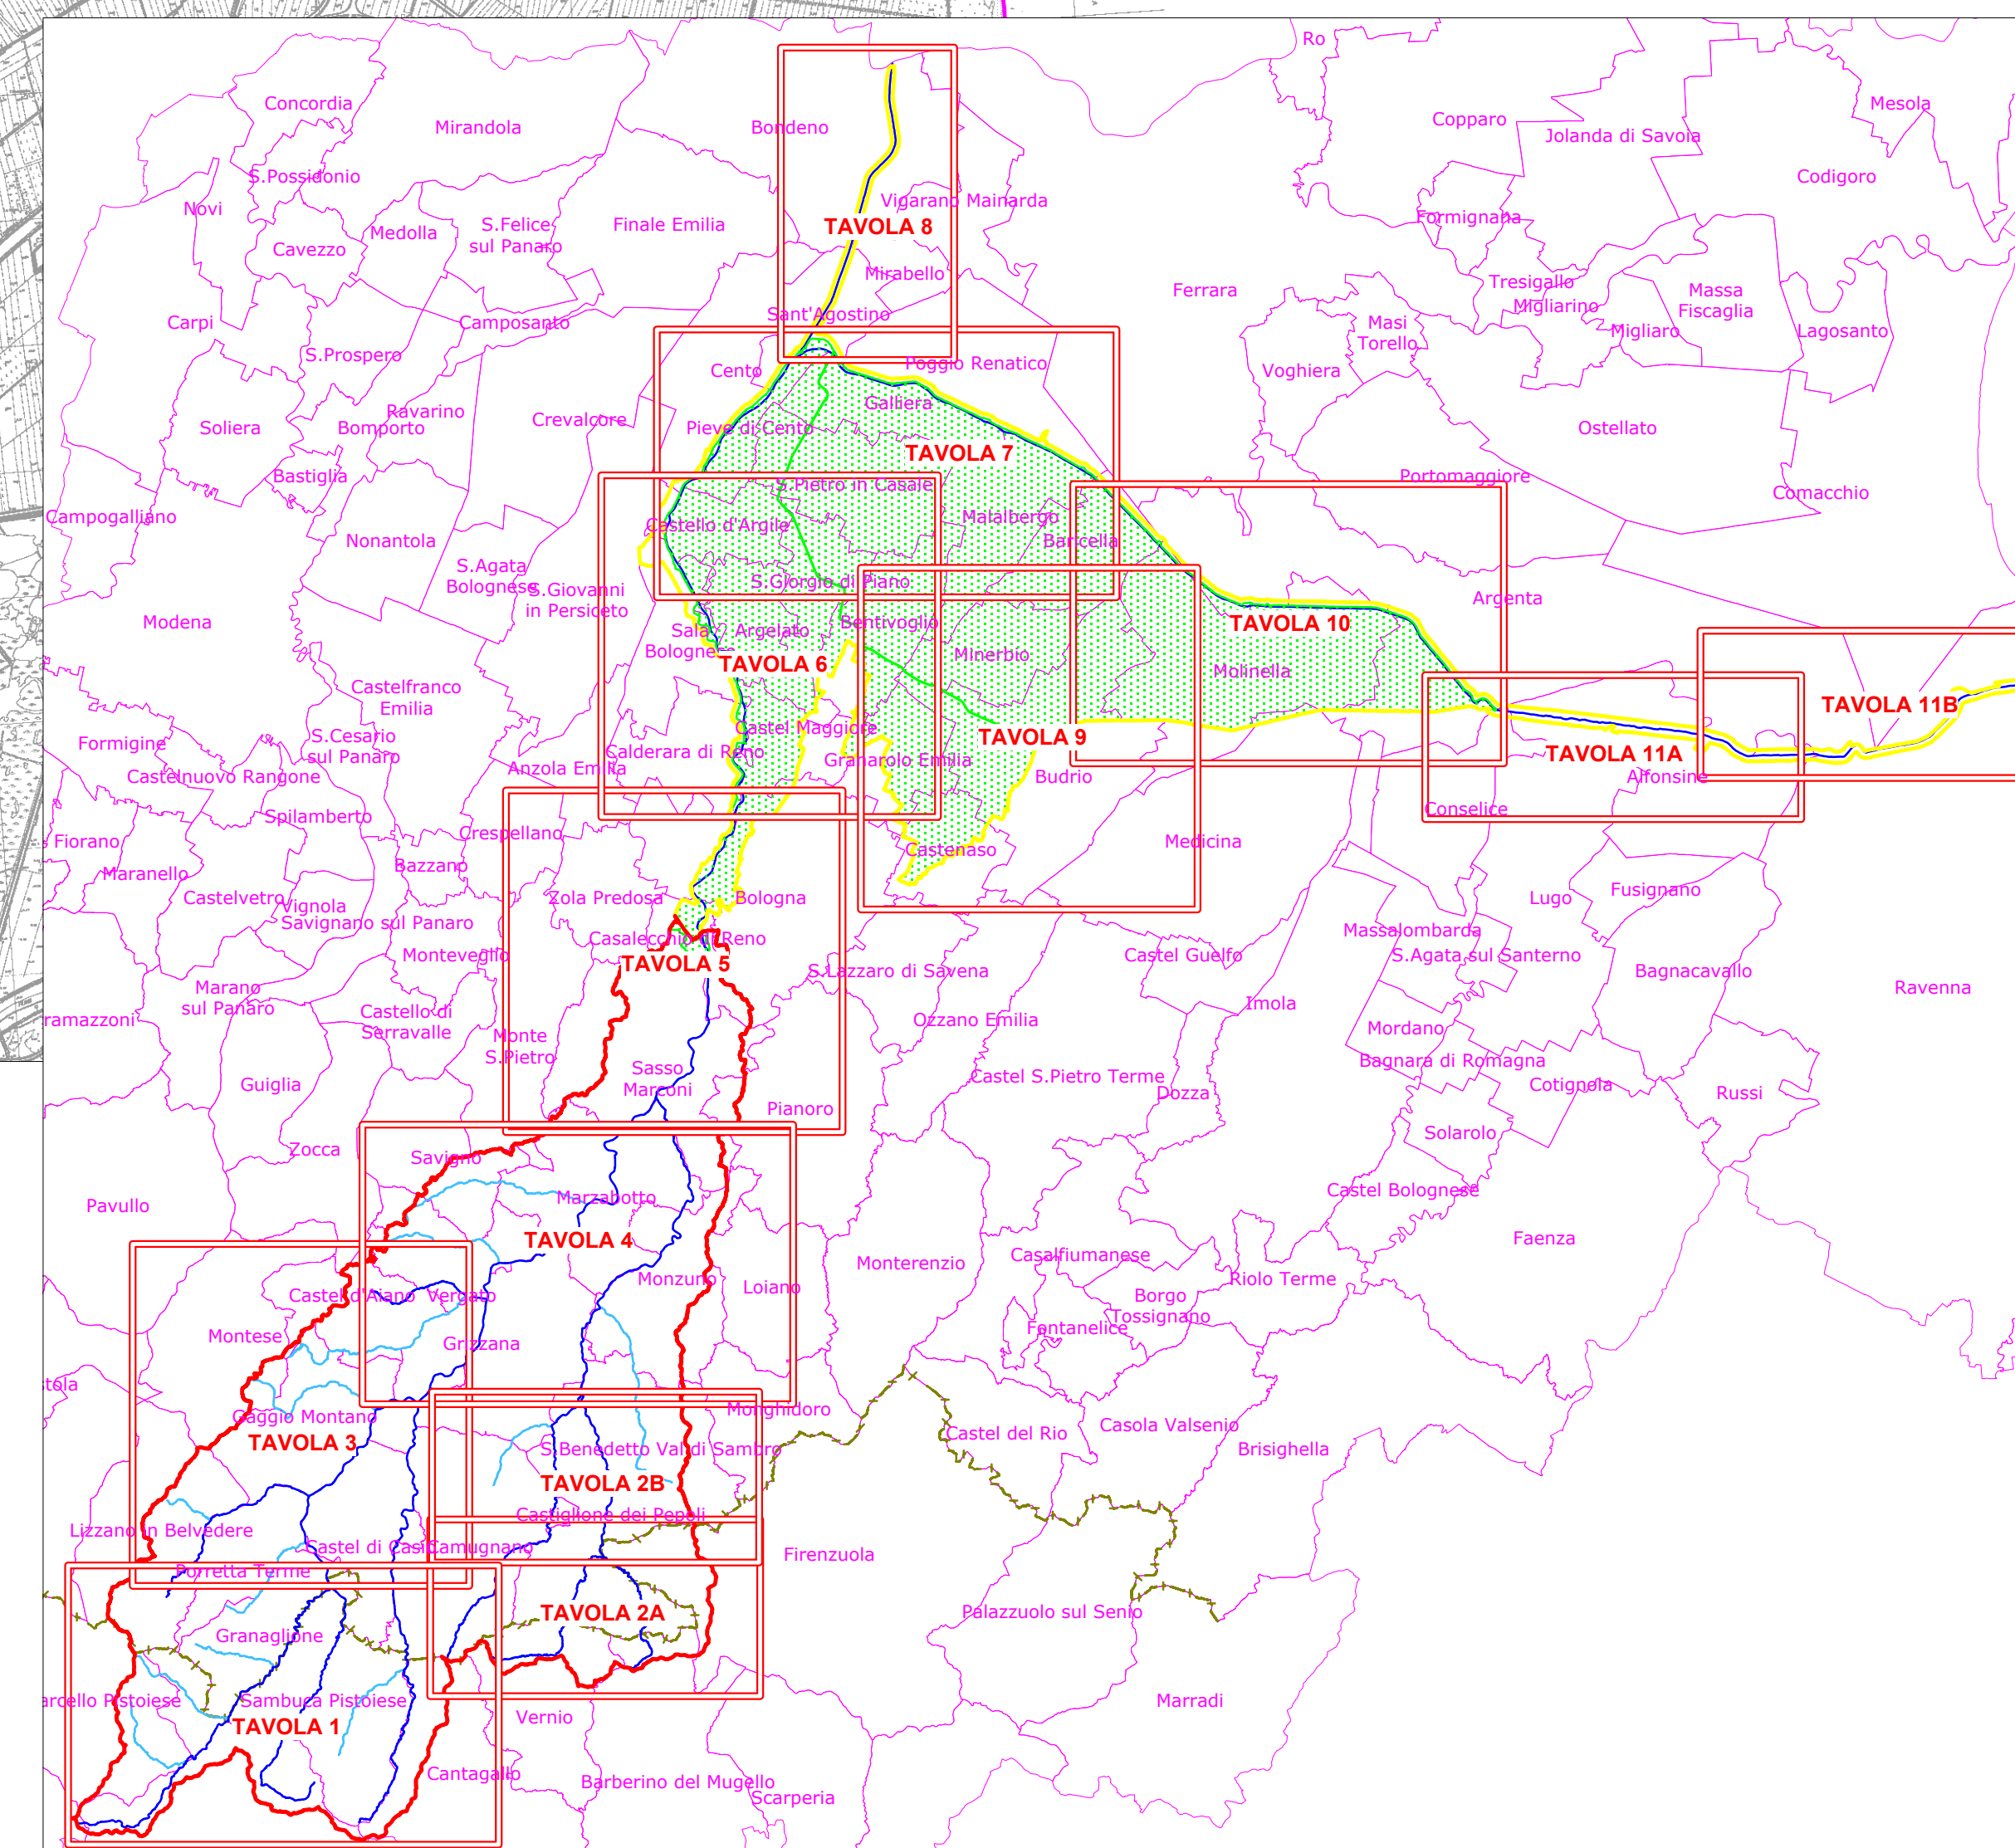 Ro
Concordia
Mirandola
Bondeno
Copparo
Mesola
Jolanda di Savoia
S.Possidonio
Codigoro
Novi
Vigarano Mainarda
Formignana
Medolla
S.Felice
sul Panaro
Finale Emilia
TAVOLA 8
Cavezzo
Mirabello
Tresigallo
Ferrara
Massa
Fiscaglia
Migliarino
Sant'Agostino
Carpi
Camposanto
Masi
Torello
Migliaro
Lagosanto
S.Prospero
Cento
Poggio Renatico
Voghiera
Galliera
Ravarino
Crevalcore
Soliera
Bomporto
Pieve di Cento
Ostellato
TAVOLA 7
Bastiglia
S.Pietro in Casale
Portomaggiore
Comacchio
Campogalliano
Castello d'Argile
Malalbergo
Nonantola
Baricella
S.Agata
Bolognese
S.Giorgio di Piano
S.Giovanni
in Persiceto
Argenta
Modena
Bentivoglio
TAVOLA 10
Sala
Bologne
Argelato
Minerbio
TAVOLA 6
Molinella
Castelfranco
Emilia
TAVOLA 11B
Castel Maggiore
S.Cesario
sul Panaro
Formigine
TAVOLA 9
Calderara di Reno
TAVOLA 11A
Granarolo Emilia
Anzola Emilia
Castelnuovo Rangone
Budrio
Alfonsine
Conselice
Spilamberto
Crespellano
Fiorano
Medicina
Castenaso
Bazzano
Maranello
Fusignano
Castelvetro
Zola Predosa
Bologna
Lugo
Vignola
Savignano sul Panaro
Massalombarda
Casalecchio di Reno
Monteveglio
Castel Guelfo
S.Agata sul Santerno
TAVOLA 5
S.Lazzaro di Savena
Bagnacavallo
Marano
sul Panaro
Ravenna
Imola
Castello di
Serravalle
ramazzoni
Ozzano Emilia
Mordano
Monte
S.Pietro
Bagnara di Romagna
Sasso
Marconi
Castel S.Pietro Terme
Guiglia
Cotignola
Dozza
Russi
Pianoro
Solarolo
Zocca
Savigno
Castel Bolognese
Marzabotto
Pavullo
TAVOLA 4
Faenza
Casalfiumanese
Monterenzio
Monzuno
Riolo Terme
Loiano
Castel d'Aiano
Vergato
Borgo
Tossignano
Fontanelice
Montese
Grizzana
stola
Monghidoro
Gaggio Montano
Casola Valsenio
Castel del Rio
TAVOLA 3
S.Benedetto Val di Sambro
Brisighella
TAVOLA 2B
Castiglione dei Pepoli
Lizzano in Belvedere
Castel di Casi
Camugnano
Firenzuola
Porretta Terme
TAVOLA 2A
Palazzuolo sul Senio
Granaglione
arcello Pistoiese
Sambuca Pistoiese
Marradi
TAVOLA 1
Vernio
Cantagallo
Barberino del Mugello
Scarperia